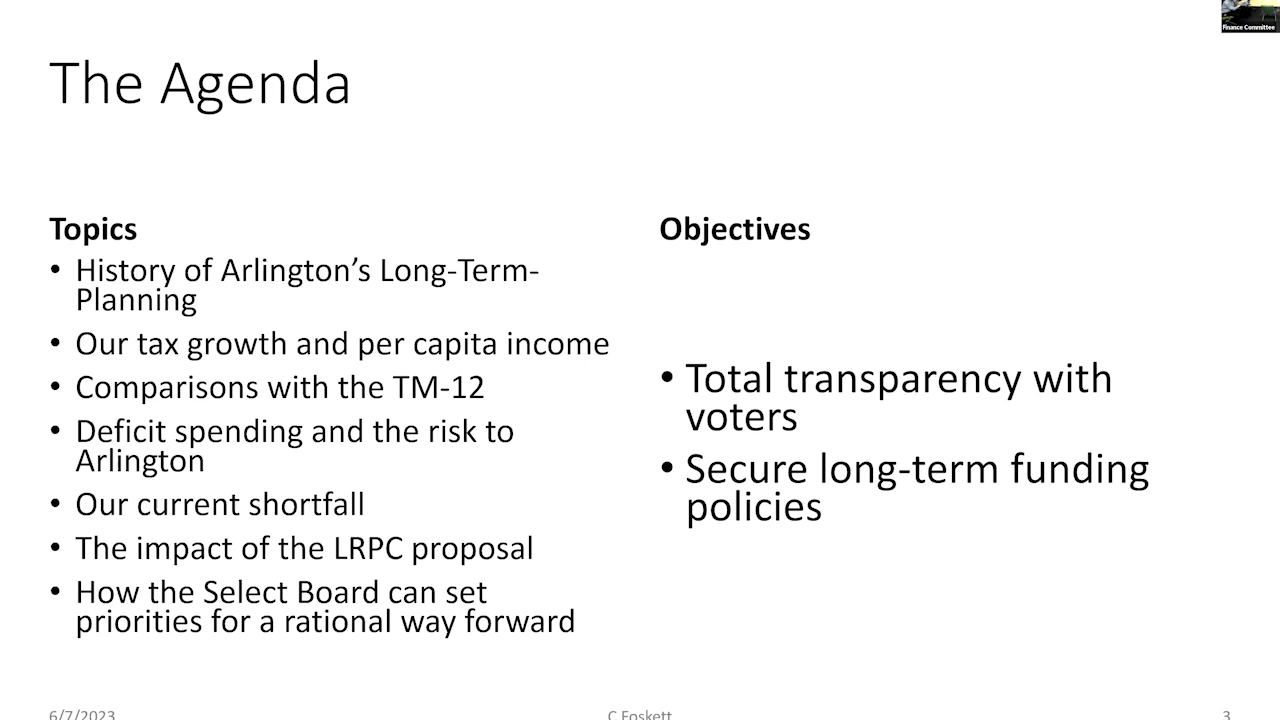 Finance Committee
The Agenda
Topics
• History of Arlington’s Long-Term-
Planning
• Our tax growth and per capita income
• Comparisons with the TM-12
• Deficit spending and the risk to
Arlington
• Our current shortfall
• The impact of the LRPC proposal
• How the Select Board can set
priorities for a rational way forward
Objectives
• Total transparency with
voters
• Secure long-term funding
policies
6/7/2023
C Foskett
3